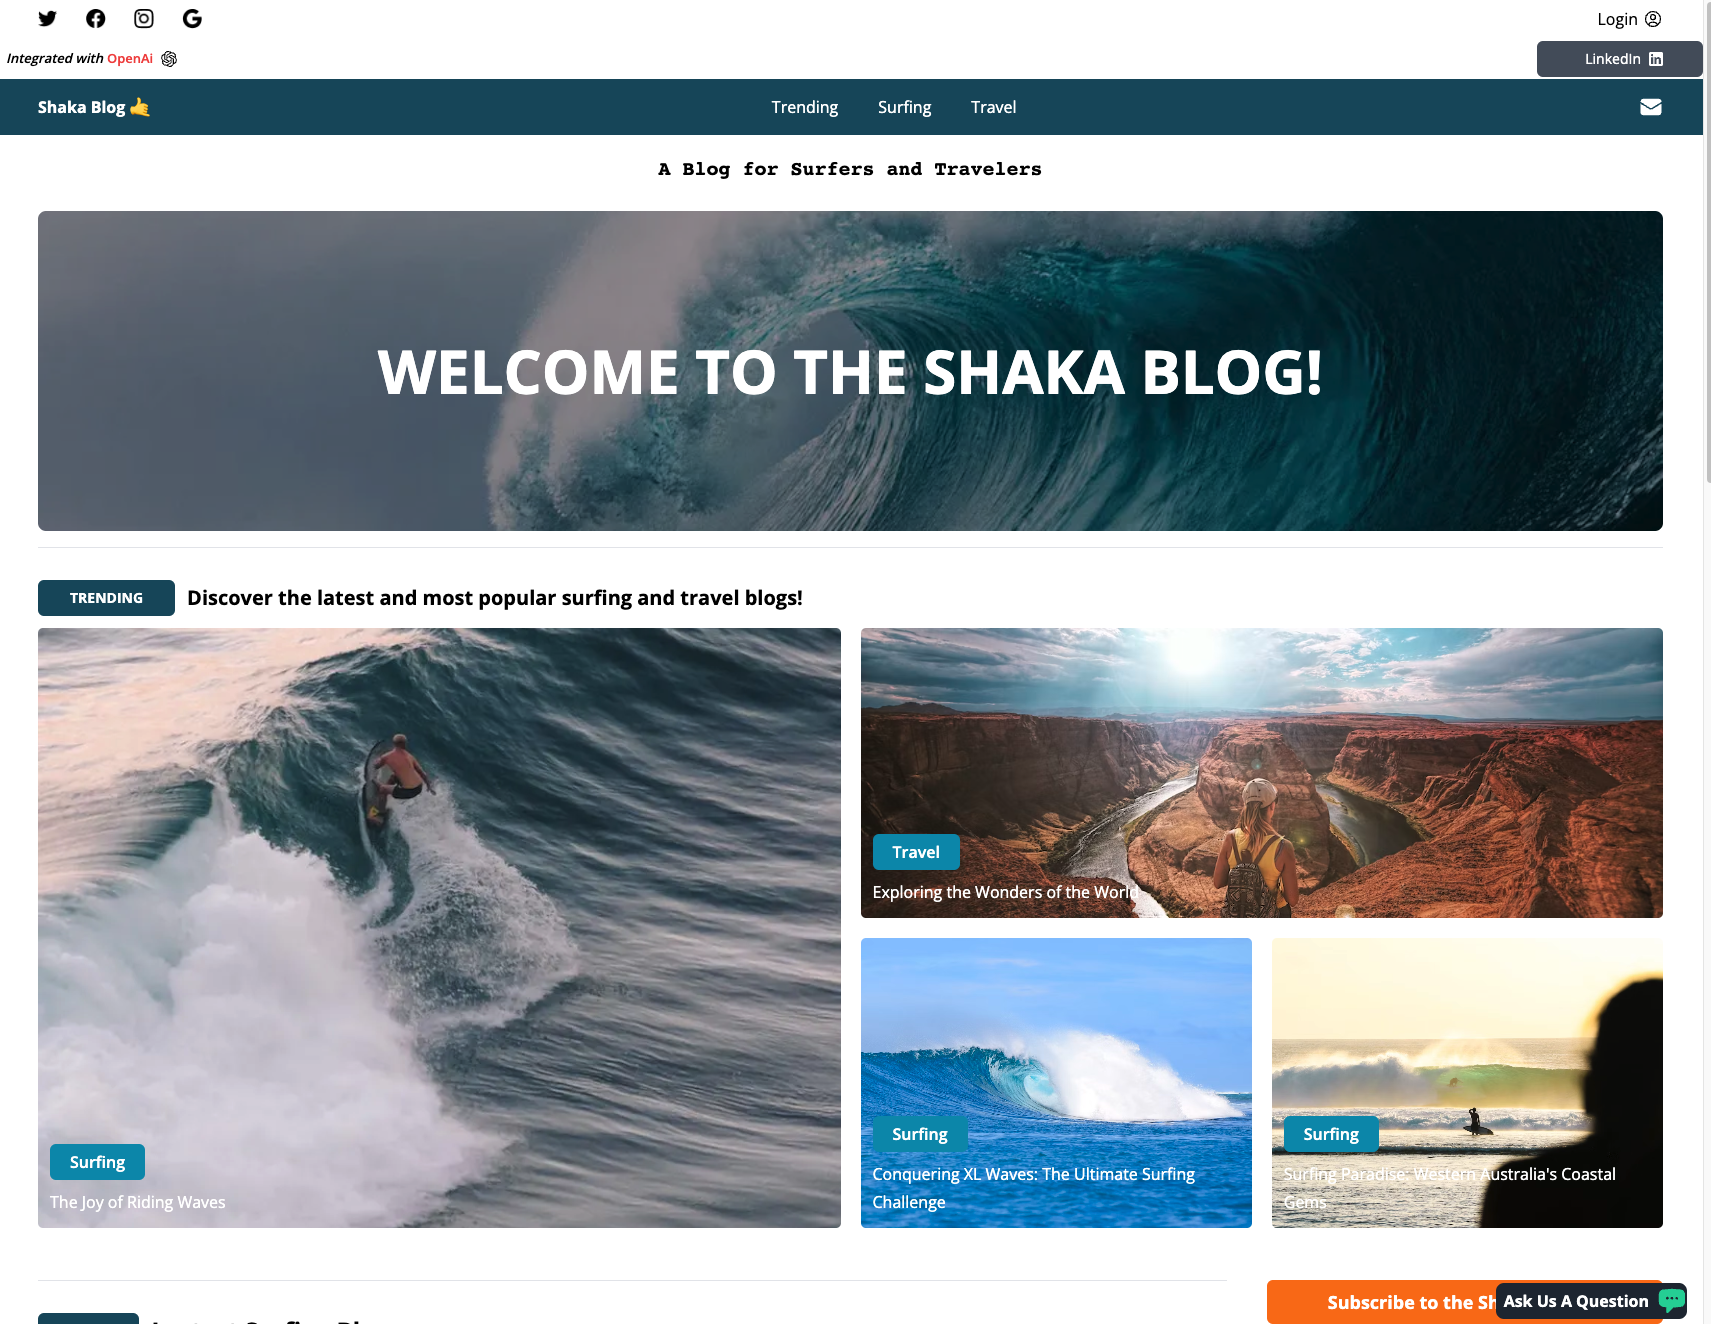 Login
Integrated with OpenAi
LinkedIn
Shaka Blog
Trending
Surfing
Travel
A Blog for Surfers and Travelers
WELCOME TO THE SHAKA BLOG!
TRENDING
Discover the latest and most popular surfing and travel blogs!
Travel
Exploring the Wonders of the World
Surfing
The Joy of Riding Waves
Surfing
Conquering XL Waves: The Ultimate Surfing
Challenge
Surfing
Surfing Paradise: Western Australia's Coastal
Gems
Subscribe to the
Ask Us A Question